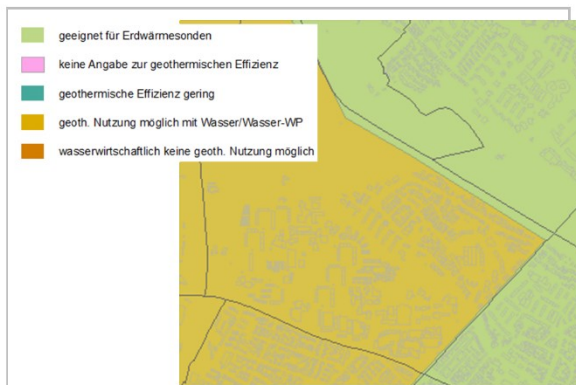 geeignet für Erdwärmesonden
keine Angabe zur geothermischen Effizienz
geothermische Effizienz gering
geoth. Nutzung möglich mit Wasser/Wasser-WP
wasserwirtschaftlich keine geoth. Nutzung möglich